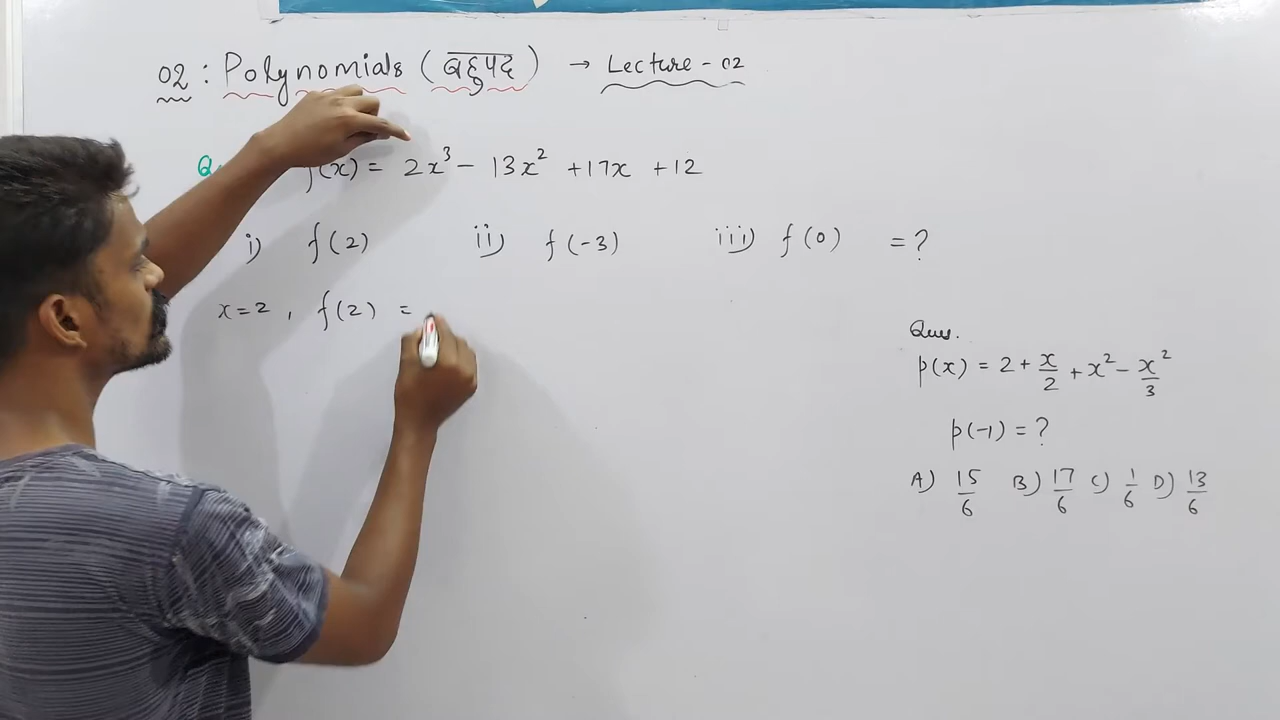 02 : Polynomials (बहुपद) → Lecture - 02
f(x) = 2x³ - 13x² + 17x + 12
i) f(2) ii) f(-3) iii) f(0) = ?
x = 2 , f(2) =
Ques.
p(x) = 2 + x/2 + x² - x²/3
p(-1) = ?
A) 15/6 B) 17/6 C) 1/6 D) 13/6